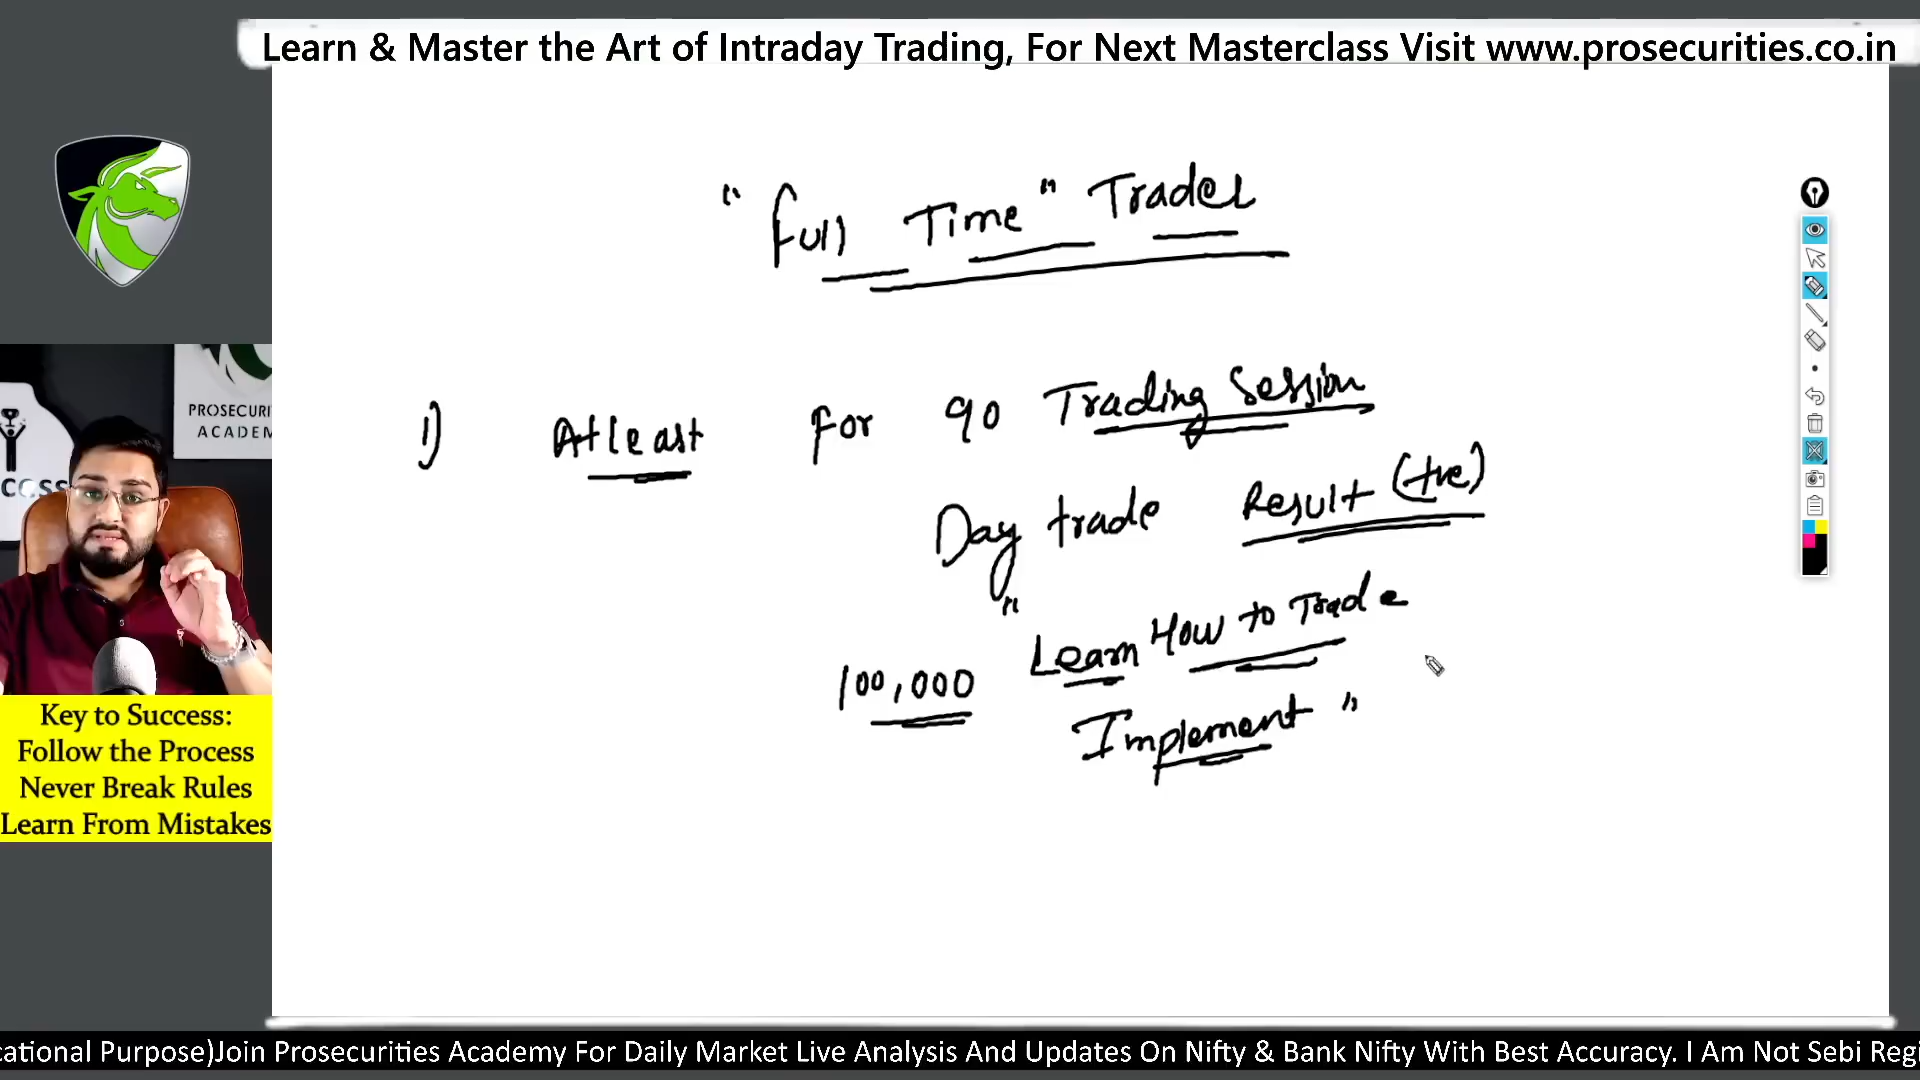 Learn & Master the Art of Intraday Trading, For Next Masterclass Visit www.prosecurities.co.in
"Full Time" Trader
1) Atleast For 90 Trading Session
Day trade Result (+ve)
"Learn How to Trade
100,000
Implement"
PROSECURI
ACADEM
CCESS
Key to Success:
Follow the Process
Never Break Rules
Learn From Mistakes
cational Purpose)Join Prosecurities Academy For Daily Market Live Analysis And Updates On Nifty & Bank Nifty With Best Accuracy. I Am Not Sebi Regi